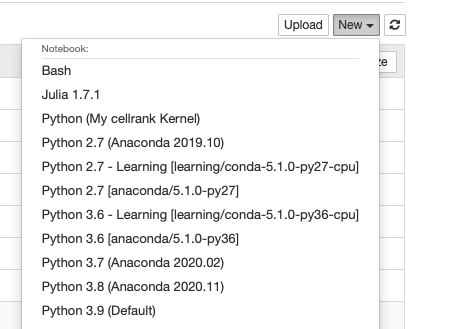 Upload New
Notebook:
Bash
Julia 1.7.1
Python (My cellrank Kernel)
Python 2.7 (Anaconda 2019.10)
Python 2.7 - Learning [learning/conda-5.1.0-py27-cpu]
Python 2.7 [anaconda/5.1.0-py27]
Python 3.6 - Learning [learning/conda-5.1.0-py36-cpu]
Python 3.6 [anaconda/5.1.0-py36]
Python 3.7 (Anaconda 2020.02)
Python 3.8 (Anaconda 2020.11)
Python 3.9 (Default)